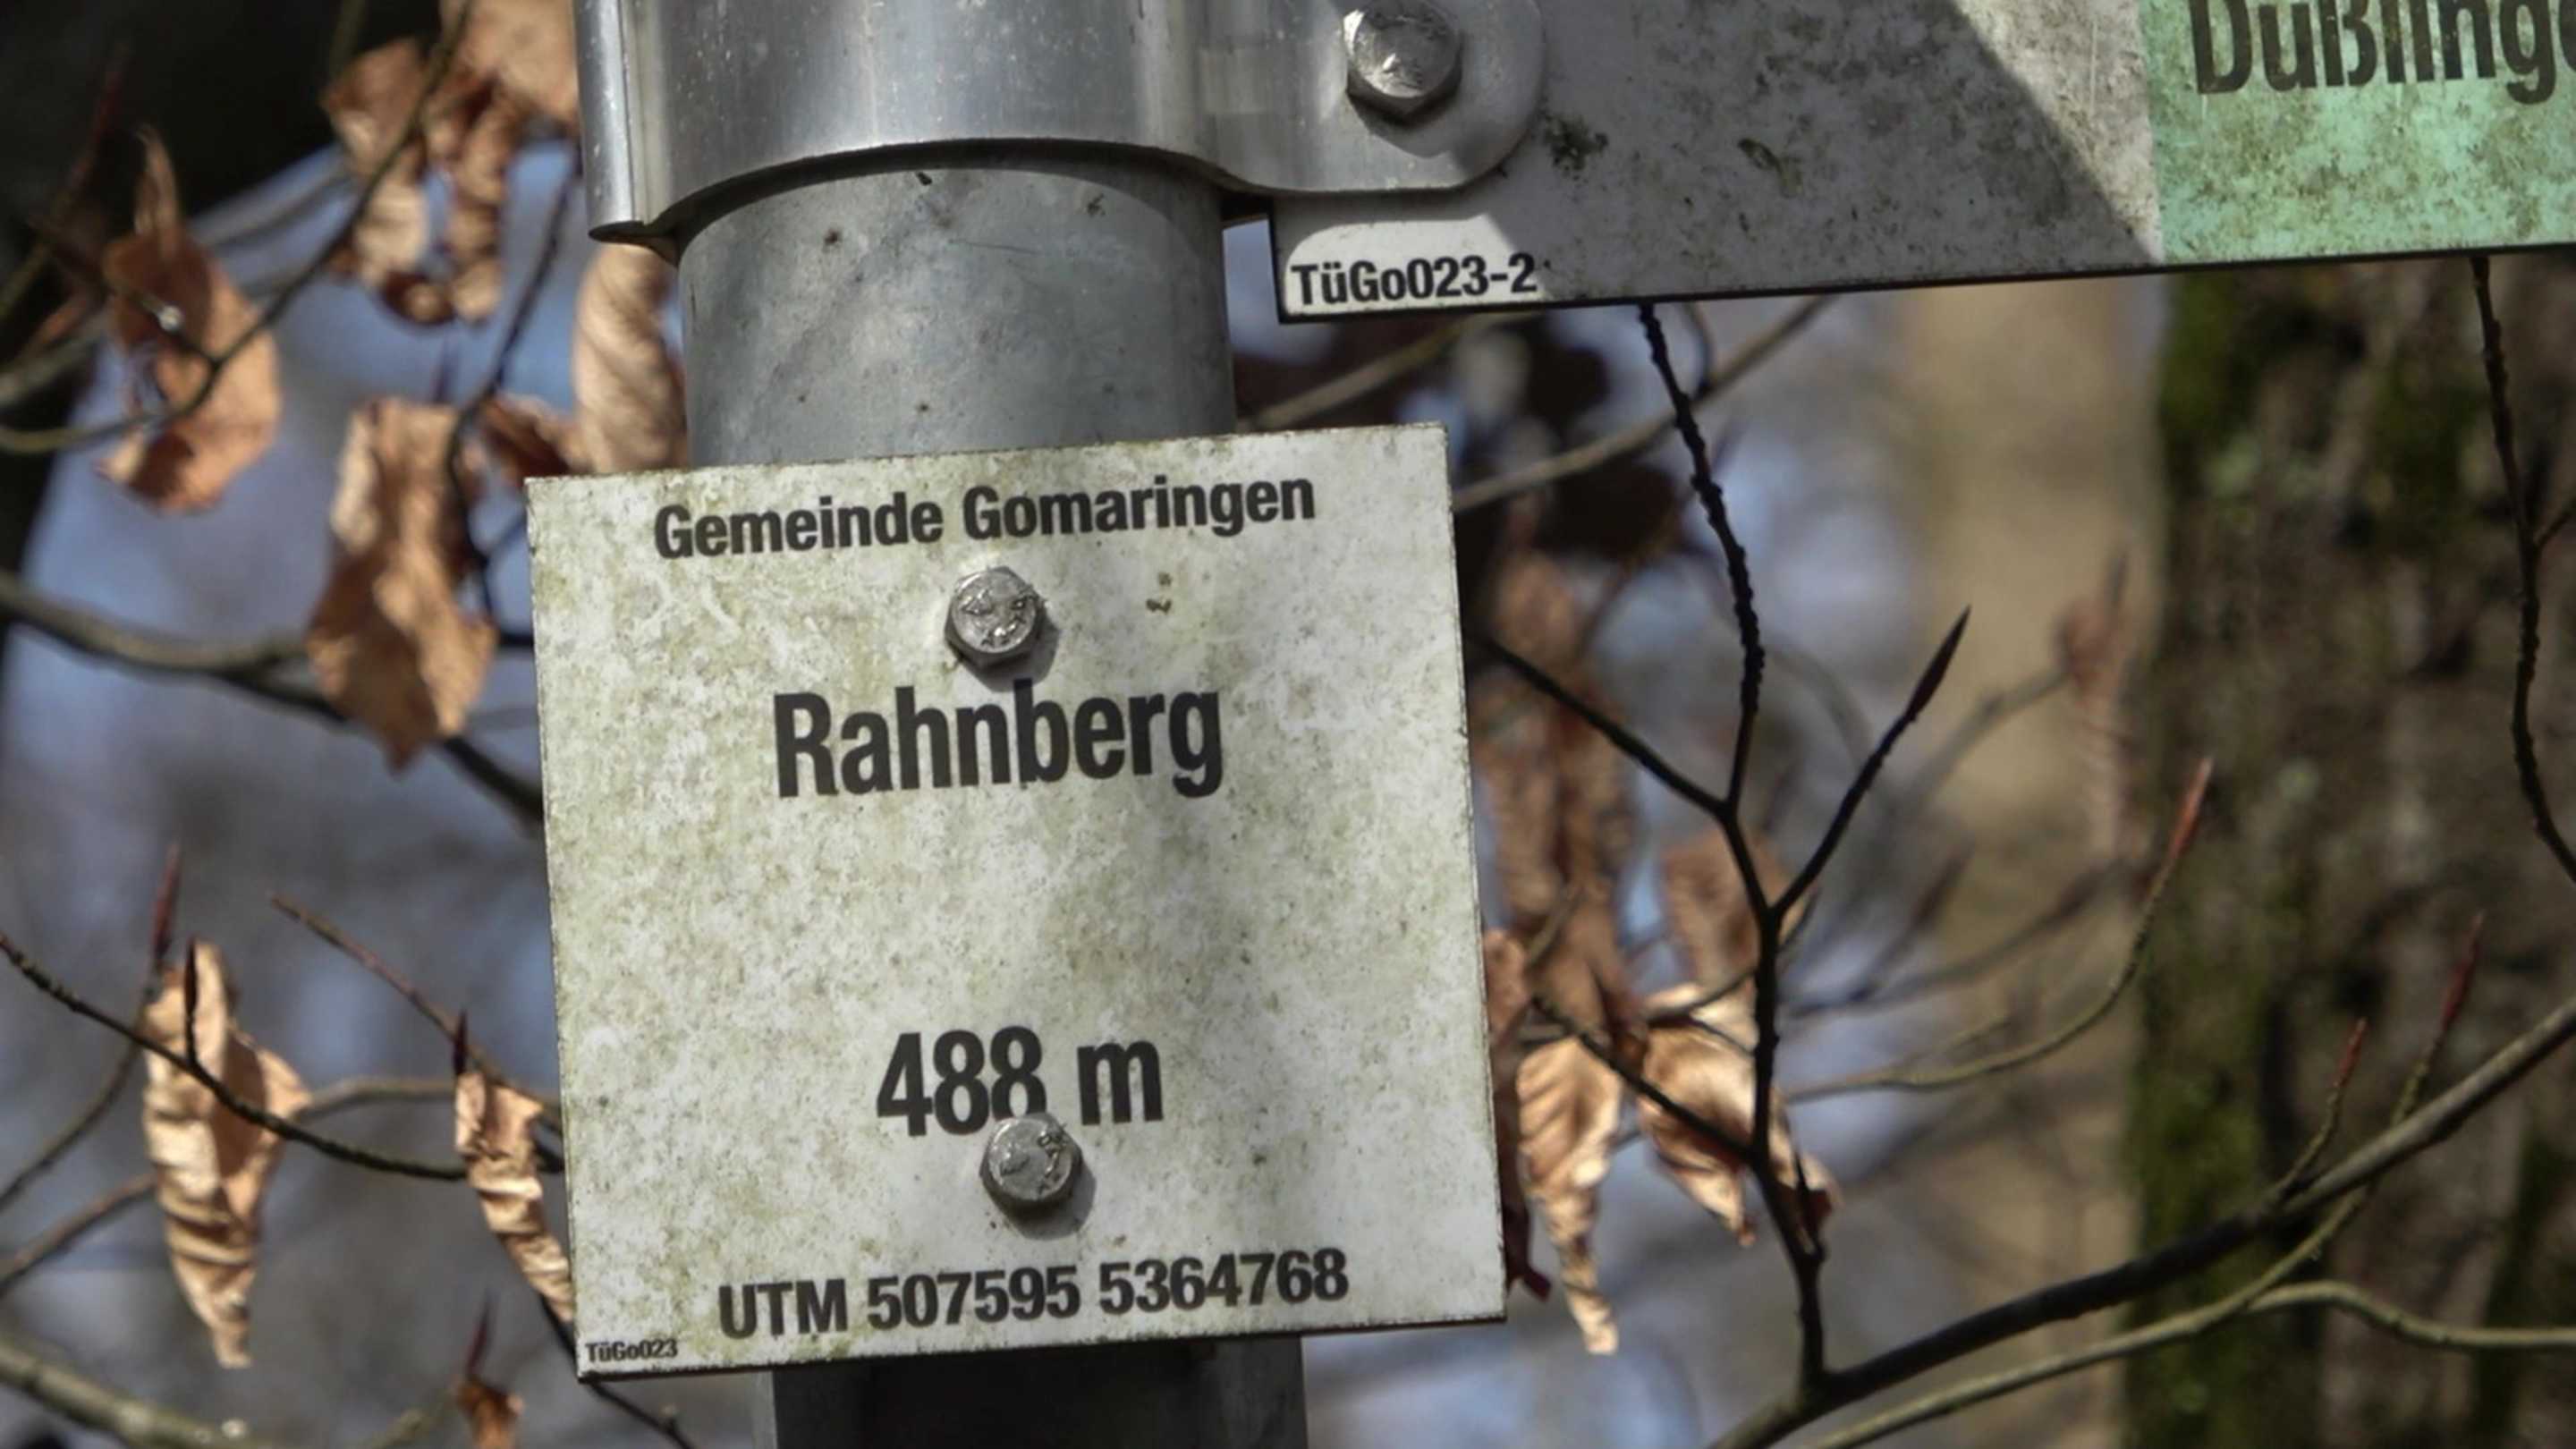 Dußlinge
TüGo023-2
Gemeinde Gomaringen
Rahnberg
488 m
UTM 507595 5364768
TüGo023